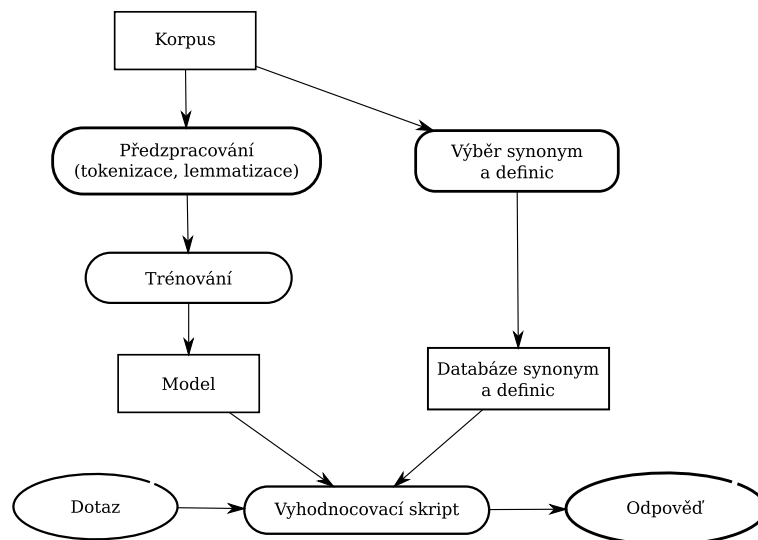 Korpus
Předzpracování
(tokenizace, lemmatizace)
Výběr synonym
a definic
Trénování
Model
Databáze synonym
a definic
Dotaz
Vyhodnocovací skript
Odpověď